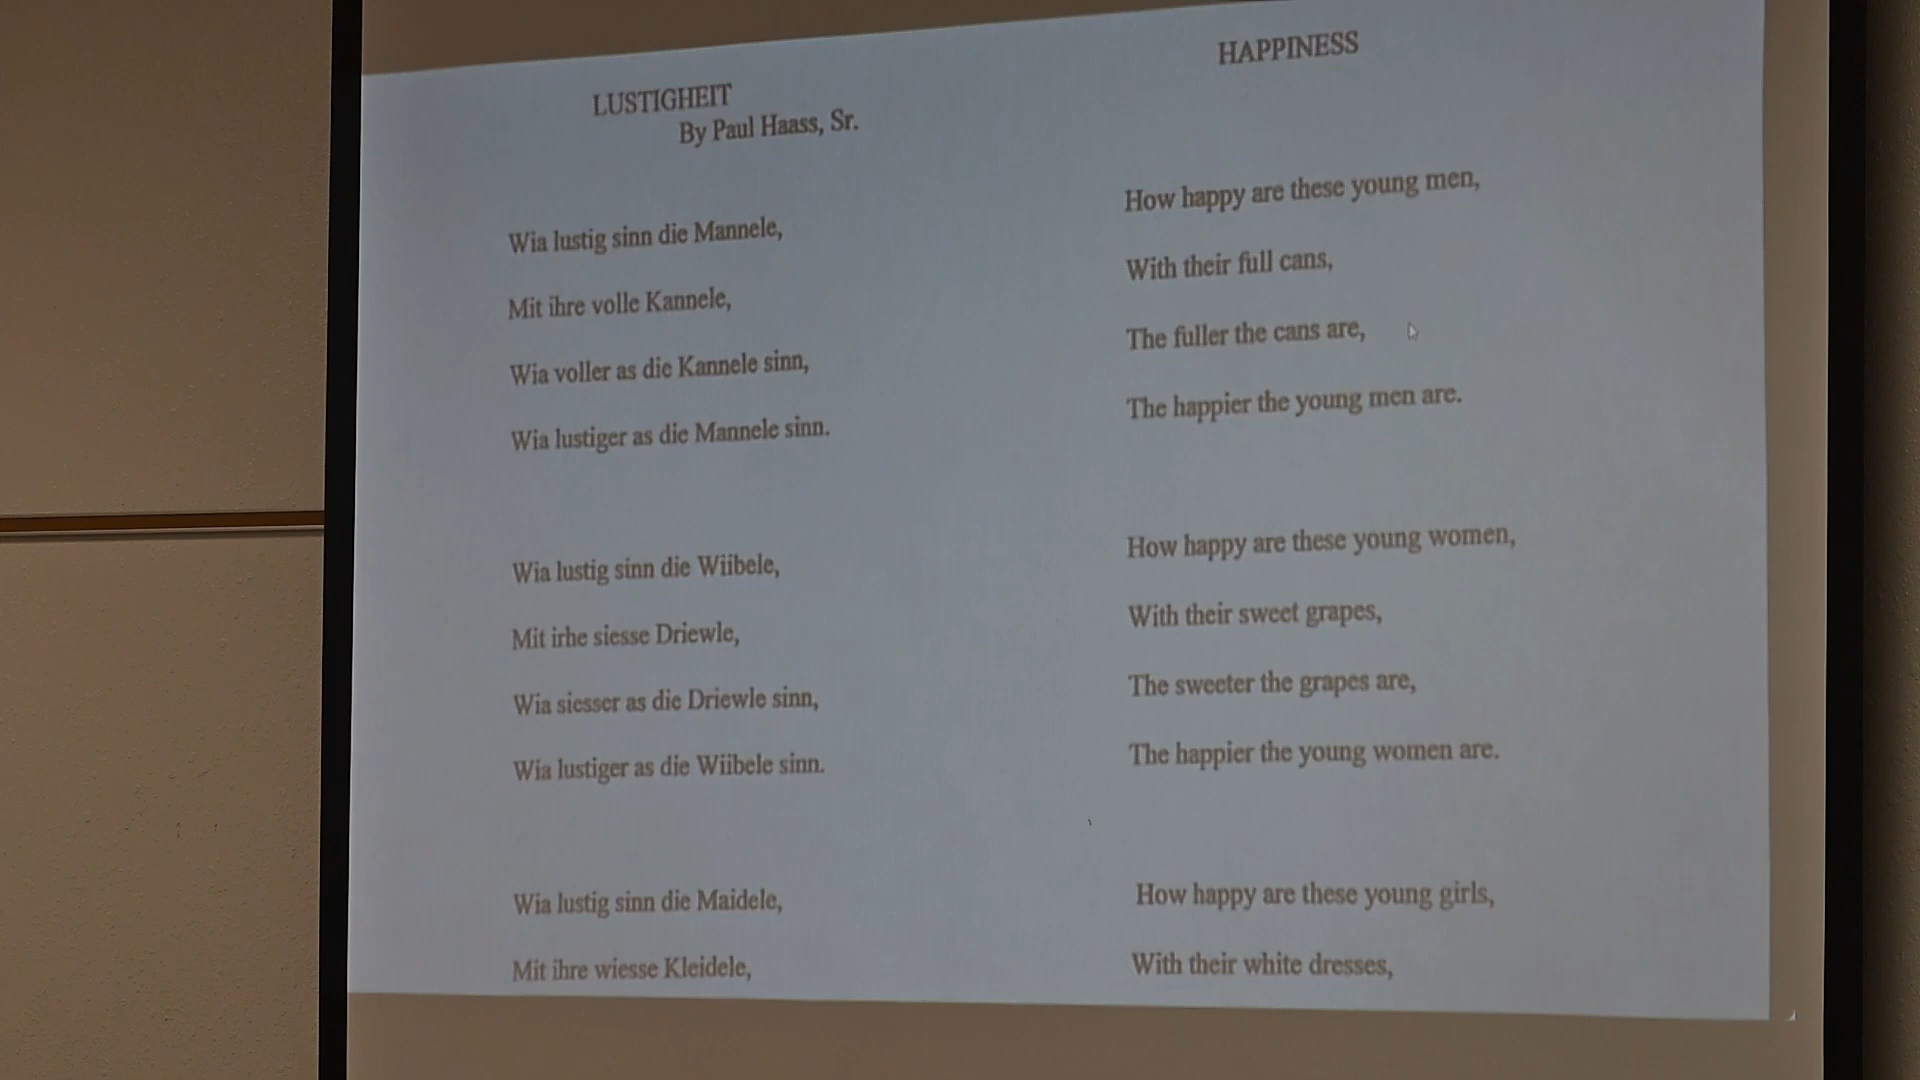 LUSTIGHEIT
By Paul Haass, Sr.
Wia lustig sinn die Mannele,
Mit ihre volle Kannele,
Wia voller as die Kannele sinn,
Wia lustiger as die Mannele sinn.
Wia lustig sinn die Wiibele,
Mit irhe siesse Driewle,
Wia siesser as die Driewle sinn,
Wia lustiger as die Wiibele sinn.
Wia lustig sinn die Maidele,
Mit ihre wiesse Kleidele,
HAPPINESS
How happy are these young men,
With their full cans,
The fuller the cans are,
The happier the young men are.
How happy are these young women,
With their sweet grapes,
The sweeter the grapes are,
The happier the young women are.
How happy are these young girls,
With their white dresses,